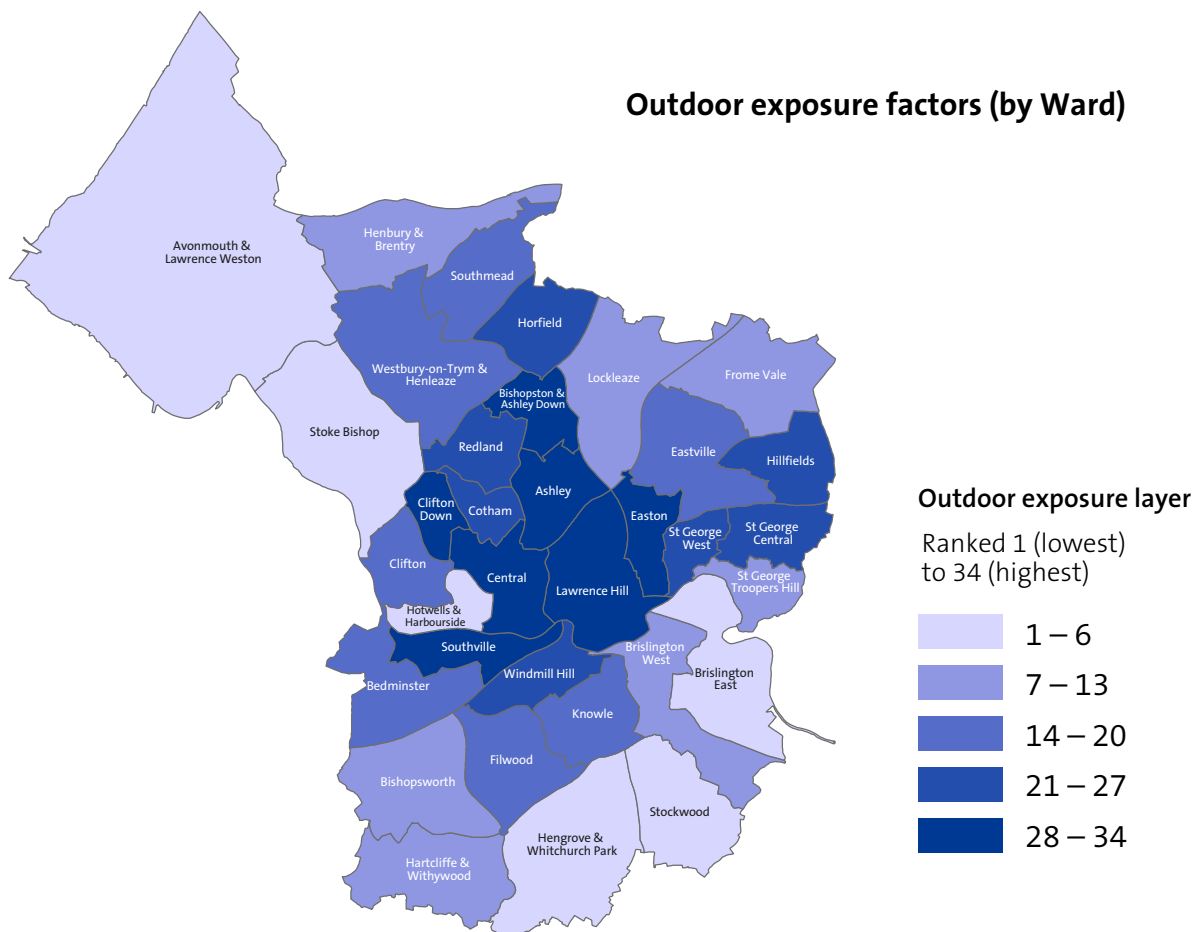 Outdoor exposure factors (by Ward)
Avonmouth &
Lawrence Weston
Henbury &
Brentry
Southmead
Horfield
Westbury-on-Trym &
Henleaze
Lockleaze
Frome Vale
Bishopston &
Ashley Down
Stoke Bishop
Redland
Eastville
Hillfields
Ashley
Clifton
Down
Cotham
Easton
St George
West
St George
Central
Clifton
Central
Lawrence Hill
St George
Troopers Hill
Hotwells &
Harbourside
Southville
Brislington
West
Bedminster
Windmill Hill
Brislington
East
Knowle
Filwood
Bishopsworth
Stockwood
Hengrove &
Whitchurch Park
Hartcliffe &
Withywood
Outdoor exposure layer
Ranked 1 (lowest)
to 34 (highest)
1 – 6
7 – 13
14 – 20
21 – 27
28 – 34